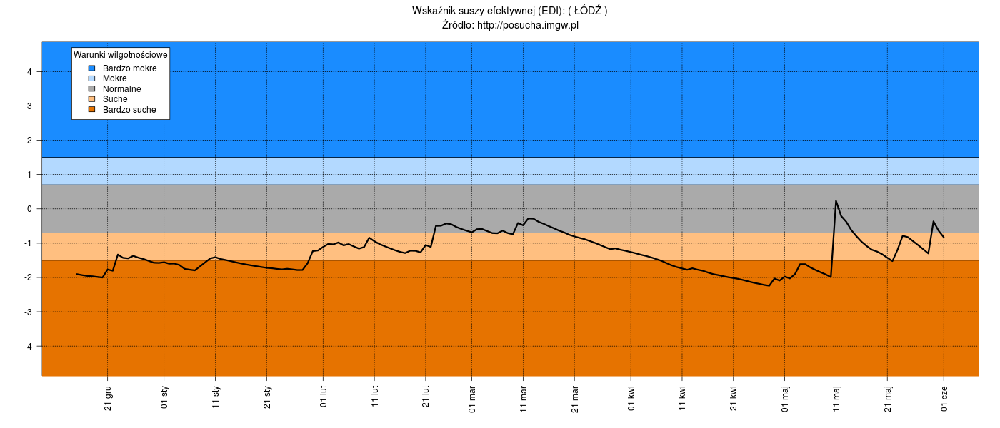 Wskaźnik suszy efektywnej (EDI): ( ŁÓDŹ )
Źródło: http://posucha.imgw.pl
Warunki wilgotnościowe
Bardzo mokre
Mokre
Normalne
Suche
Bardzo suche
4
3
2
1
0
-1
-2
-3
-4
21 gru
01 sty
11 sty
21 sty
01 lut
11 lut
21 lut
01 mar
11 mar
21 mar
01 kwi
11 kwi
21 kwi
01 maj
11 maj
21 maj
01 cze